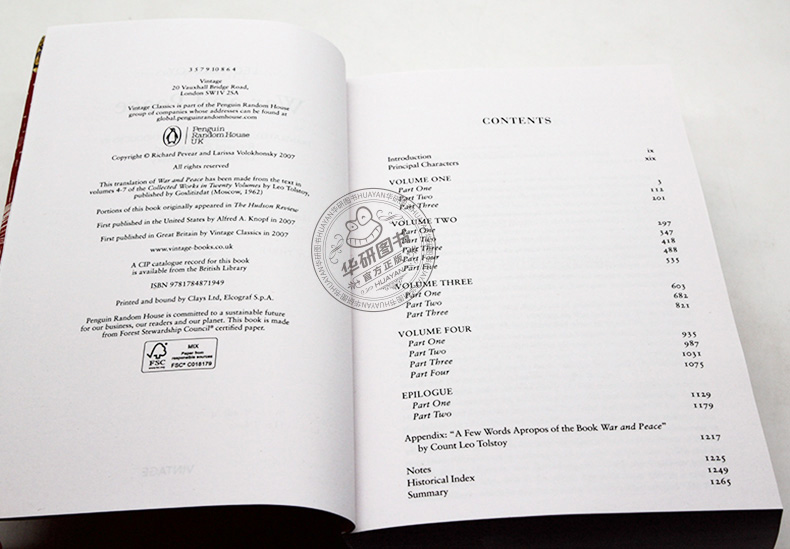 3 5 7 9 10 8 6 4
Vintage
20 Vauxhall Bridge Road,
London SW1V 2SA
Vintage Classics is part of the Penguin Random House
group of companies whose addresses can be found at
global.penguinrandomhouse.com
Penguin
Random House
UK
Copyright © Richard Pevear and Larissa Volokhonsky 2007
All rights reserved
This translation of War and Peace has been made from the text in
volumes 4-7 of the Collected Works in Twenty Volumes by Leo Tolstoy,
published by Goslitizdat (Moscow, 1962)
Portions of this book originally appeared in The Hudson Review
First published in the United States by Alfred A. Knopf in 2007
First published in Great Britain by Vintage Classics in 2007
www.vintage-books.co.uk
A CIP catalogue record for this book
is available from the British Library
ISBN 9781784871949
Printed and bound by Clays Ltd, Elcograf S.p.A.
Penguin Random House is committed to a sustainable future
for our business, our readers and our planet. This book is made
from Forest Stewardship Council® certified paper.
FSC
MIX
Paper from
responsible sources
FSC® C018179
VINTAGE
CONTENTS
Introduction ix
Principal Characters xix
VOLUME ONE
Part One 3
Part Two 112
Part Three 201
VOLUME TWO
Part One 297
Part Two 347
Part Three 418
Part Four 488
Part Five 535
VOLUME THREE
Part One 603
Part Two 682
Part Three 821
VOLUME FOUR
Part One 935
Part Two 987
Part Three 1031
Part Four 1075
EPILOGUE
Part One 1129
Part Two 1179
Appendix: “A Few Words Apropos of the Book War and Peace”
by Count Leo Tolstoy 1217
Notes 1225
Historical Index 1249
Summary 1265
华研图书
官方正版